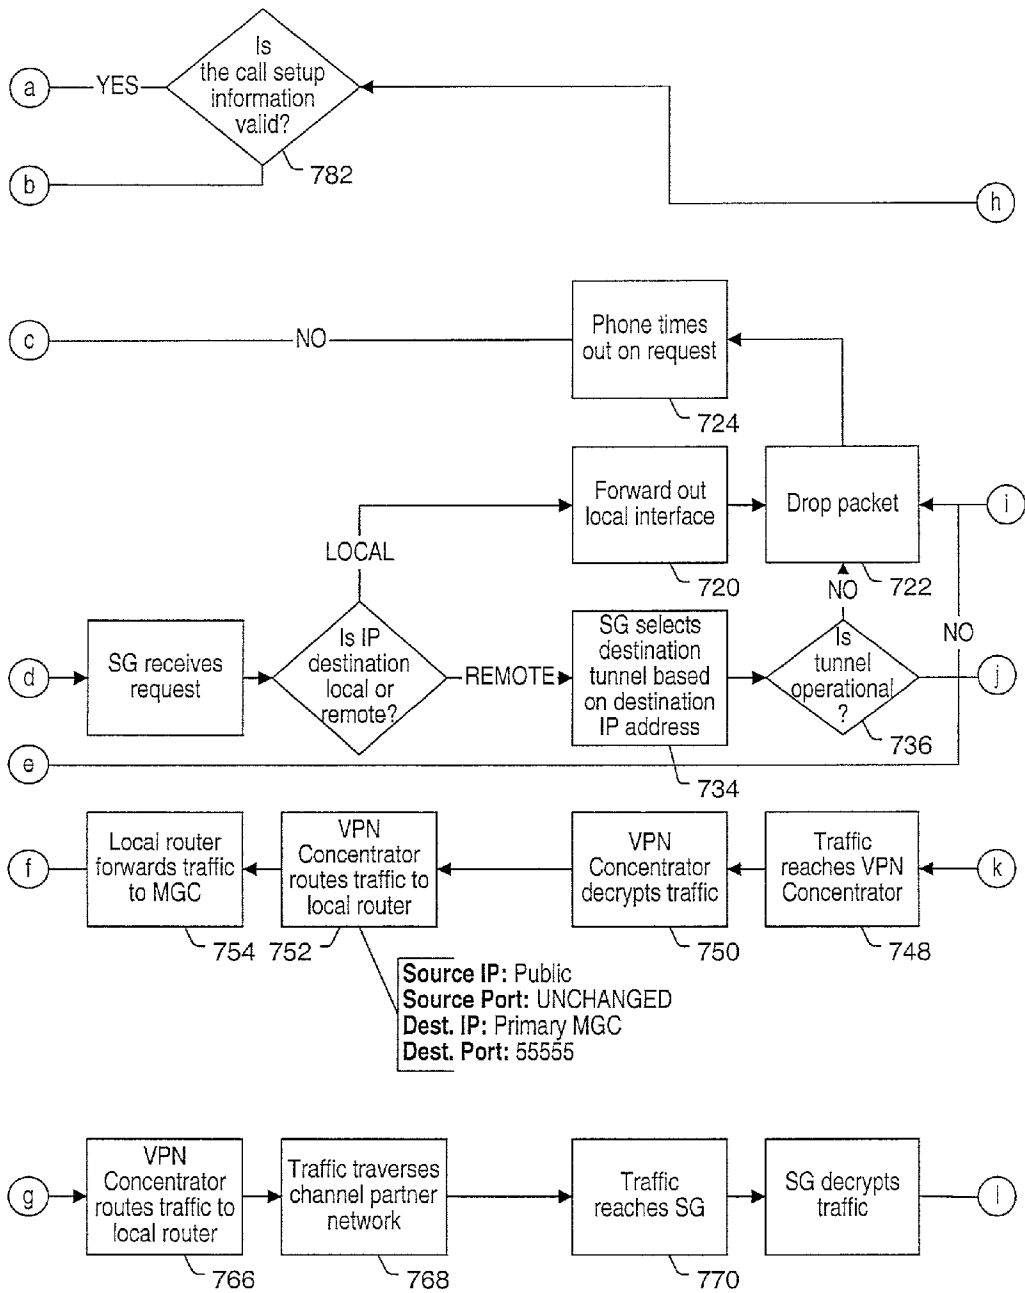 Is
the call setup
information
valid?
a
YES
782
b
h
c
NO
Phone times
out on request
724
Forward out
local interface
720
Drop packet
722
i
LOCAL
NO
NO
d
SG receives
request
Is IP
destination
local or
remote?
REMOTE
SG selects
destination
tunnel based
on destination
IP address
734
Is
tunnel
operational
?
736
j
e
f
Local router
forwards traffic
to MGC
754
VPN
Concentrator
routes traffic to
local router
752
VPN
Concentrator
decrypts traffic
750
Traffic
reaches VPN
Concentrator
748
k
Source IP: Public
Source Port: UNCHANGED
Dest. IP: Primary MGC
Dest. Port: 55555
g
VPN
Concentrator
routes traffic to
local router
766
Traffic traverses
channel partner
network
768
Traffic
reaches SG
770
SG decrypts
traffic
l